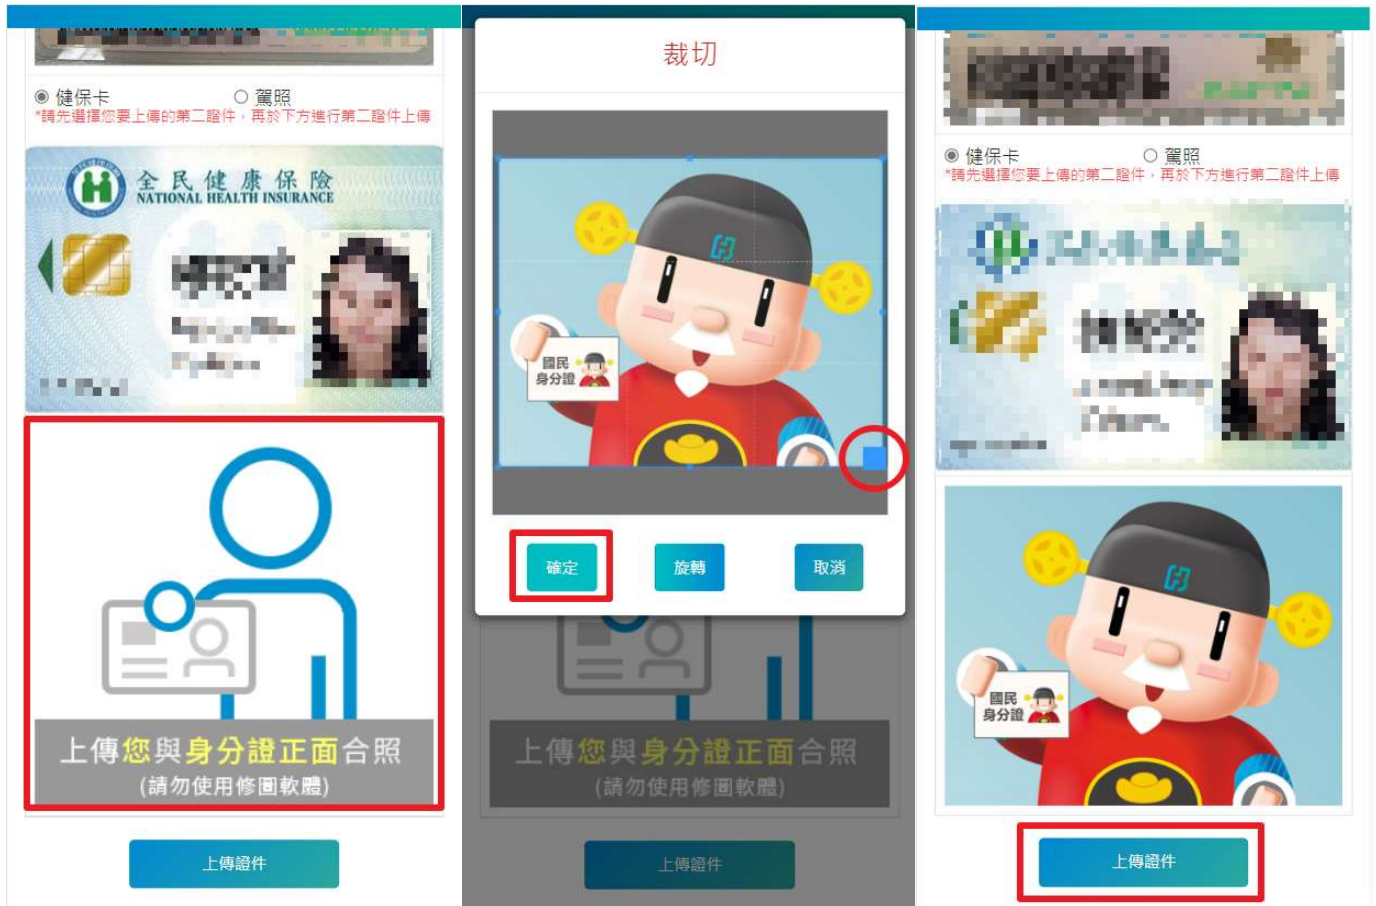 健保卡
駕照
*請先選擇您要上傳的第二證件，再於下方進行第二證件上傳
全民健康保險
NATIONAL HEALTH INSURANCE
上傳您與身分證正面合照
(請勿使用修圖軟體)
上傳證件
裁切
國民
身分證
確定
旋轉
取消
上傳您與身分證正面合照
(請勿使用修圖軟體)
上傳證件
健保卡
駕照
*請先選擇您要上傳的第二證件，再於下方進行第二證件上傳
國民
身分證
上傳證件